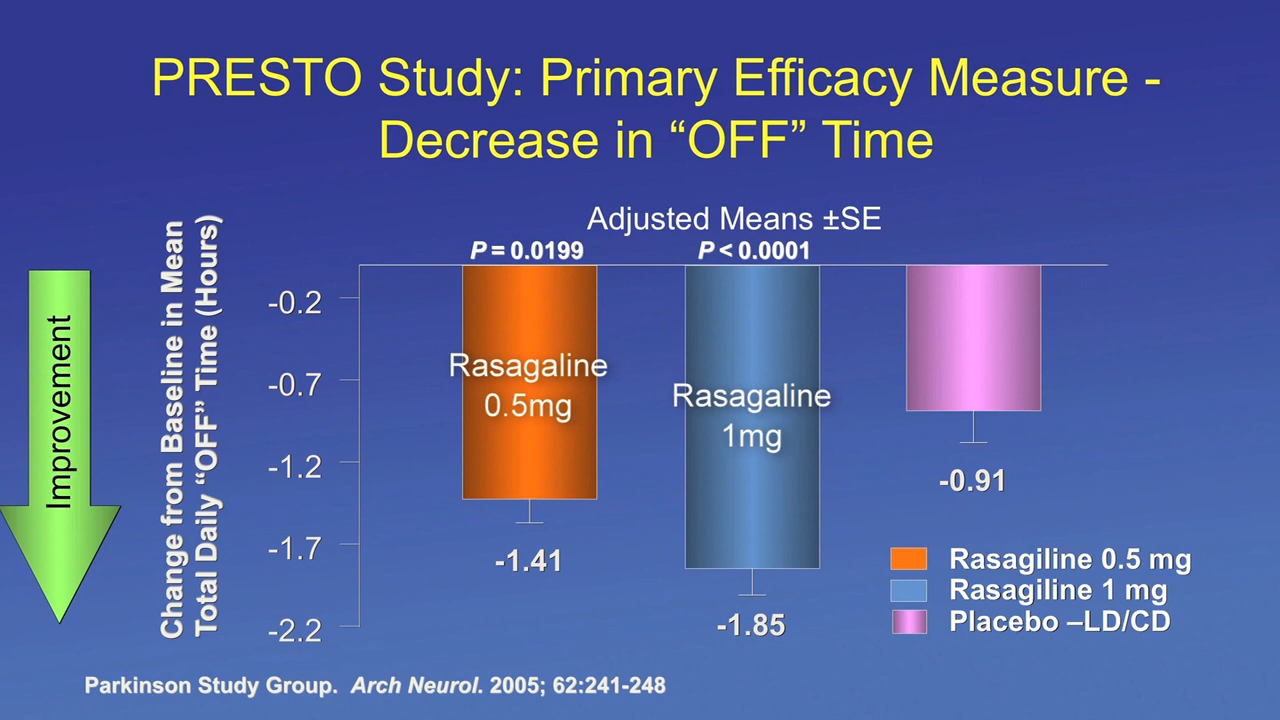 PRESTO Study: Primary Efficacy Measure -
Decrease in “OFF” Time
Adjusted Means ±SE
P = 0.0199
P < 0.0001
Improvement
Change from Baseline in Mean
Total Daily “OFF” Time (Hours)
-0.2
-0.7
-1.2
-1.7
-2.2
Rasagaline
0.5mg
Rasagaline
1mg
-1.41
-1.85
-0.91
Rasagiline 0.5 mg
Rasagiline 1 mg
Placebo –LD/CD
Parkinson Study Group. Arch Neurol. 2005; 62:241-248